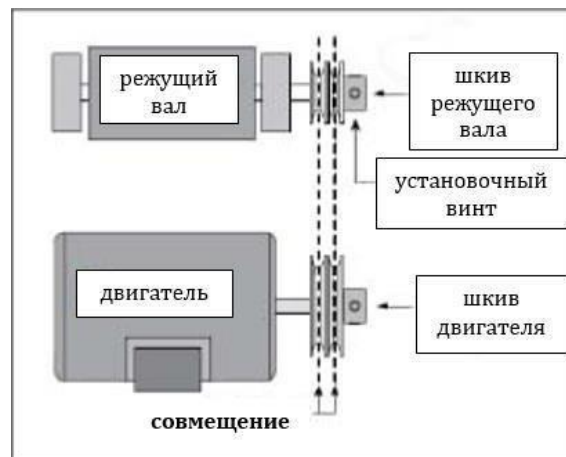 режущий
вал
шкив
режущего
вала
установочный
винт
двигатель
шкив
двигателя
совмещение